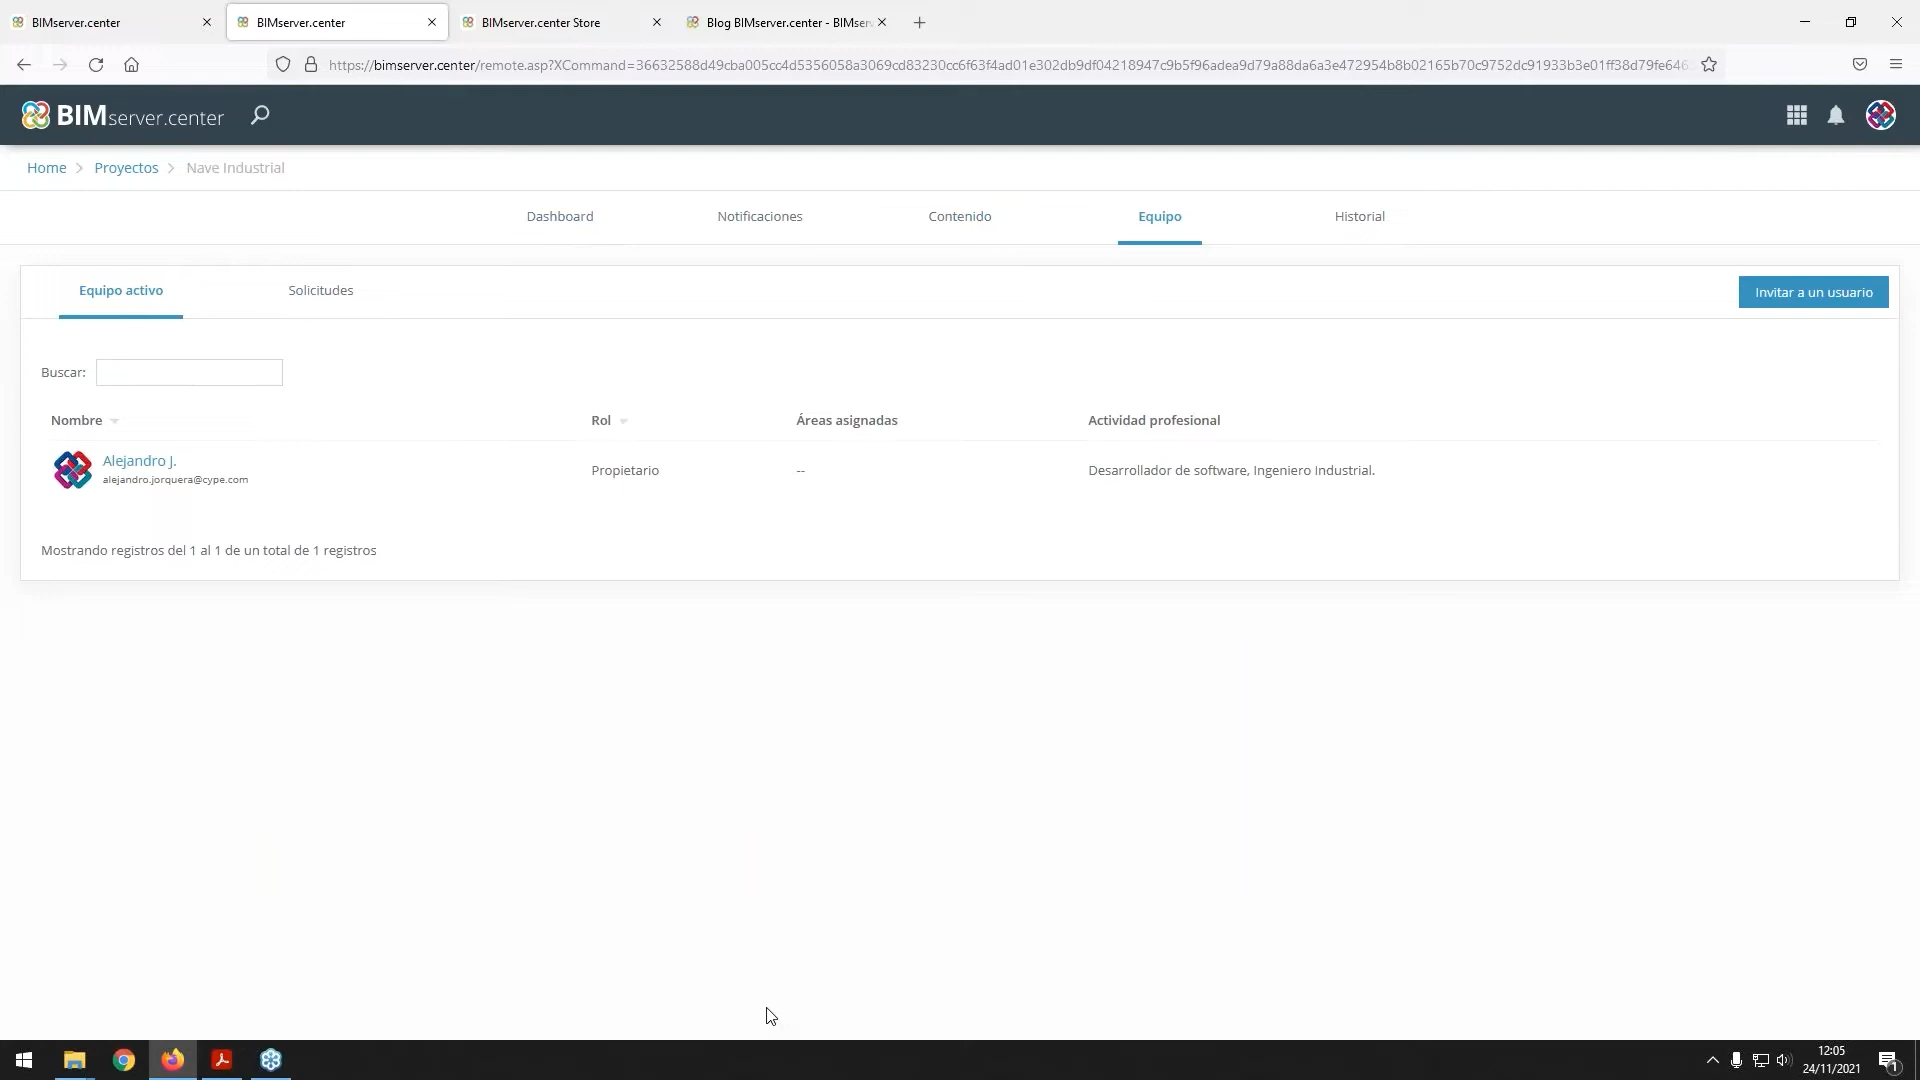 BIMserver.center
BIMserver.center
BIMserver.center Store
Blog BIMserver.center - BIMser
https://bimserver.center/remote.asp?XCommand=36632588d49cba005cc4d5356058a3069cd83230cc6f63f4ad01e302db9df04218947c9b5f96adea9d79a88da6a3e472954b8b02165b70c9752dc91933b3e01ff38d79fe646
BIMserver.center
Home > Proyectos > Nave Industrial
Dashboard Notificaciones Contenido Equipo Historial
Equipo activo Solicitudes Invitar a un usuario
Buscar:
Nombre Rol Áreas asignadas Actividad profesional
Alejandro J. Propietario -- Desarrollador de software, Ingeniero Industrial.
alejandro.jorquera@cype.com
Mostrando registros del 1 al 1 de un total de 1 registros
12:05
24/11/2021
1